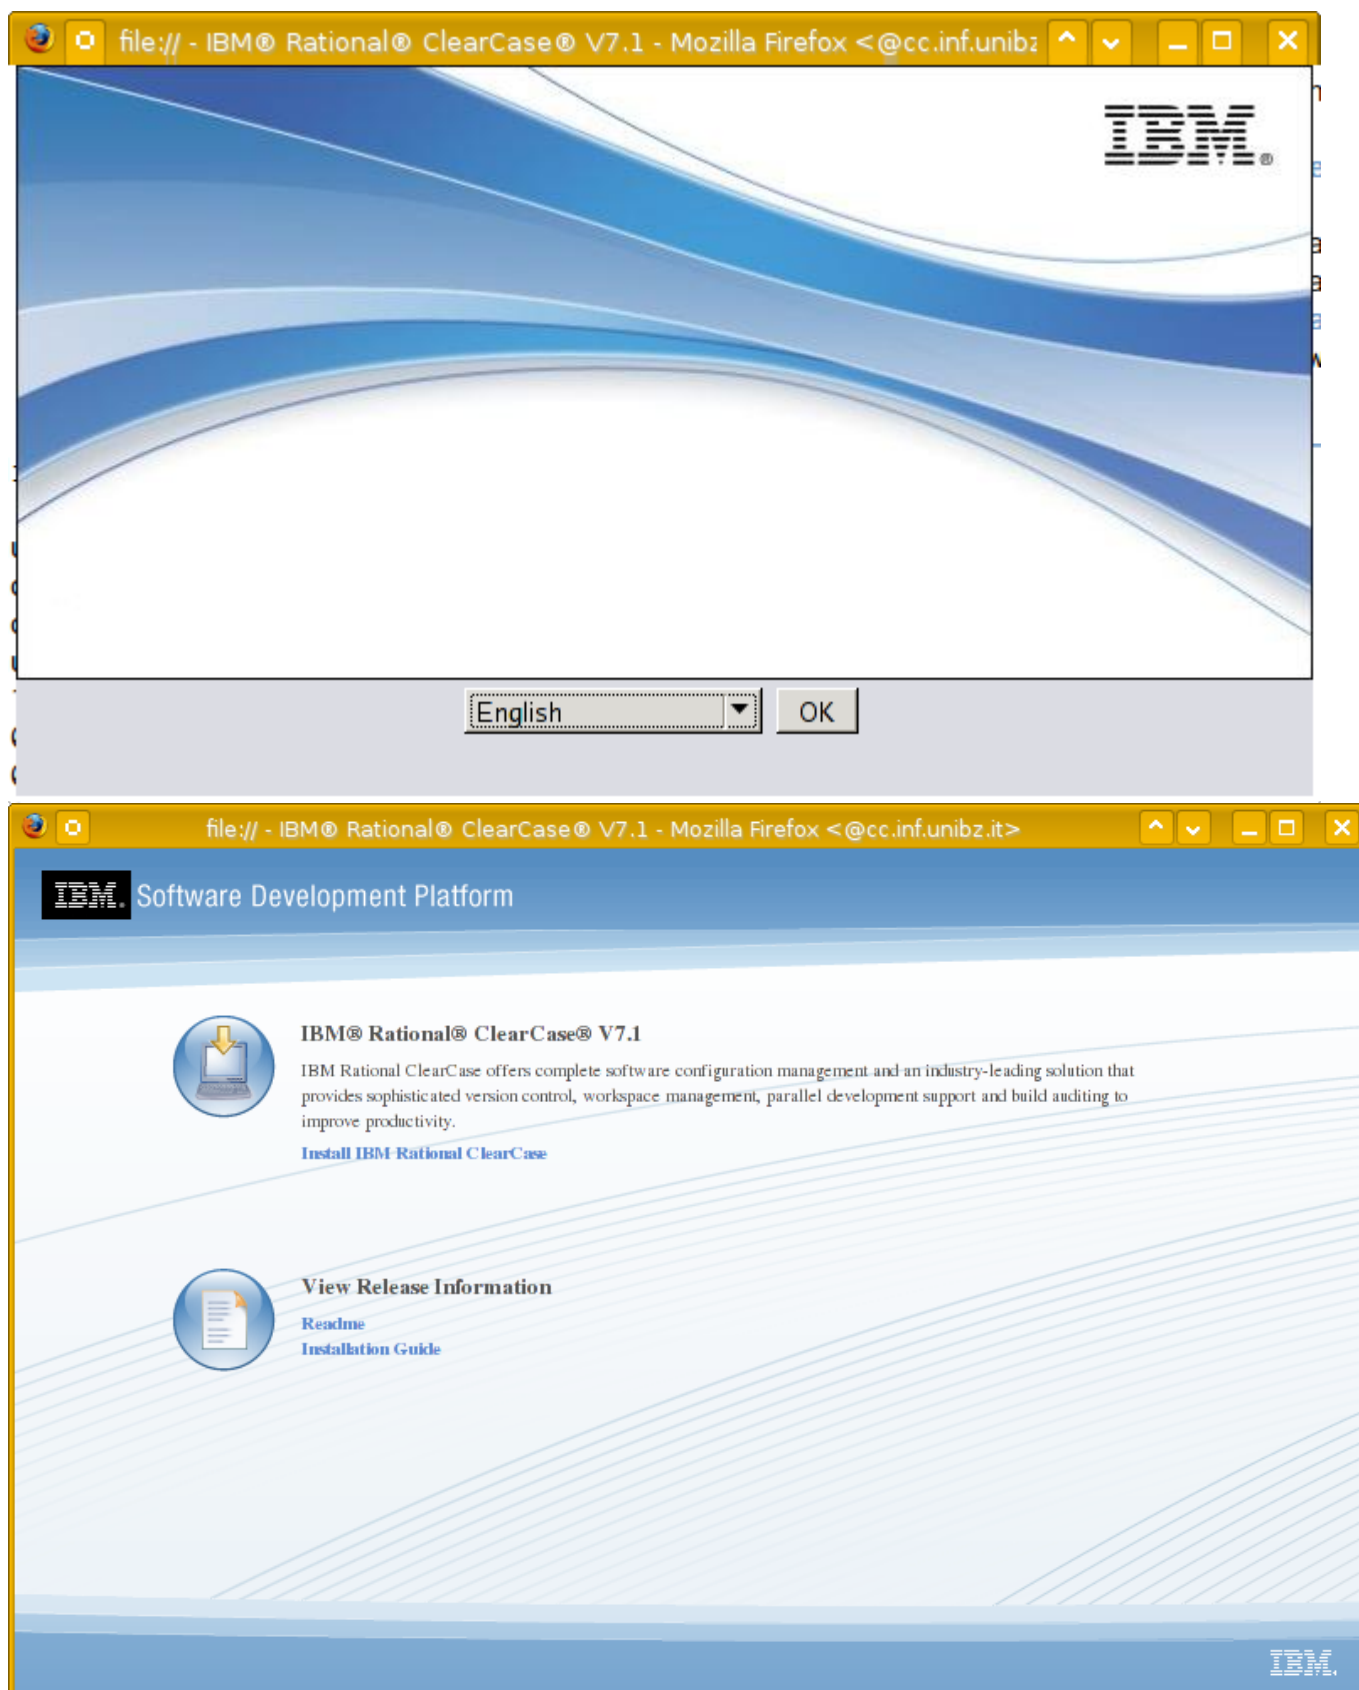 file:// - IBM® Rational® ClearCase® V7.1 - Mozilla Firefox <@cc.inf.unibz
IBM®
English
OK
file:// - IBM® Rational® ClearCase® V7.1 - Mozilla Firefox <@cc.inf.unibz.it>
IBM. Software Development Platform
IBM® Rational® ClearCase® V7.1
IBM Rational ClearCase offers complete software configuration management and an industry-leading solution that
provides sophisticated version control, workspace management, parallel development support and build auditing to
improve productivity.
Install IBM Rational ClearCase
View Release Information
Readme
Installation Guide
IBM.